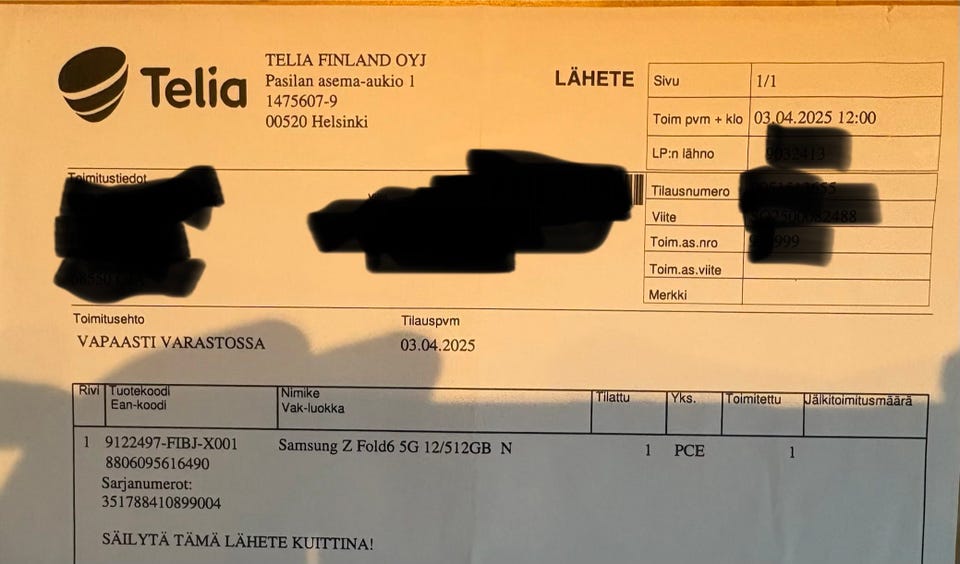 Telia
TELIA FINLAND OYJ
Pasilan asema-aukio 1
1475607-9
00520 Helsinki
LÄHETE
Sivu 1/1
Toim pvm + klo 03.04.2025 12:00
LP:n lähno
Toimitustiedot
Tilausnumero
Viite
Toim.as.nro
Toim.as.viite
Merkki
Toimitusehto Tilauspvm
VAPAASTI VARASTOSSA 03.04.2025
Rivi Tuotekoodi Nimike Tilattu Yks. Toimitettu Jälkitoimitusmäärä
Ean-koodi Vak-luokka
1 9122497-FIBJ-X001 Samsung Z Fold6 5G 12/512GB N 1 PCE 1
8806095616490
Sarjanumerot:
351788410899004
SÄILYTÄ TÄMÄ LÄHETE KUITTINA!